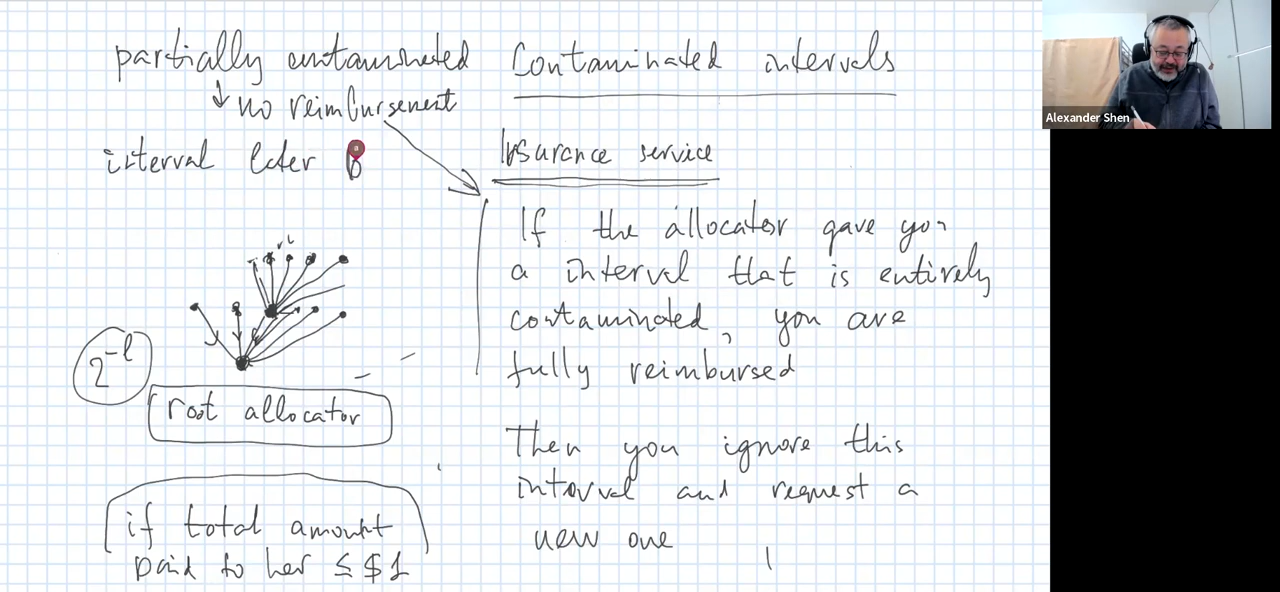 partially contaminated
Contaminated intervals
↓ no reimbursement
interval later
Insurance service
If the allocator gave you
a interval that is entirely
contaminated, you are
fully reimbursed
2^-l
root allocator
Then you ignore this
interval and request a
new one
if total amount
paid to her ≤ $1
Alexander Shen